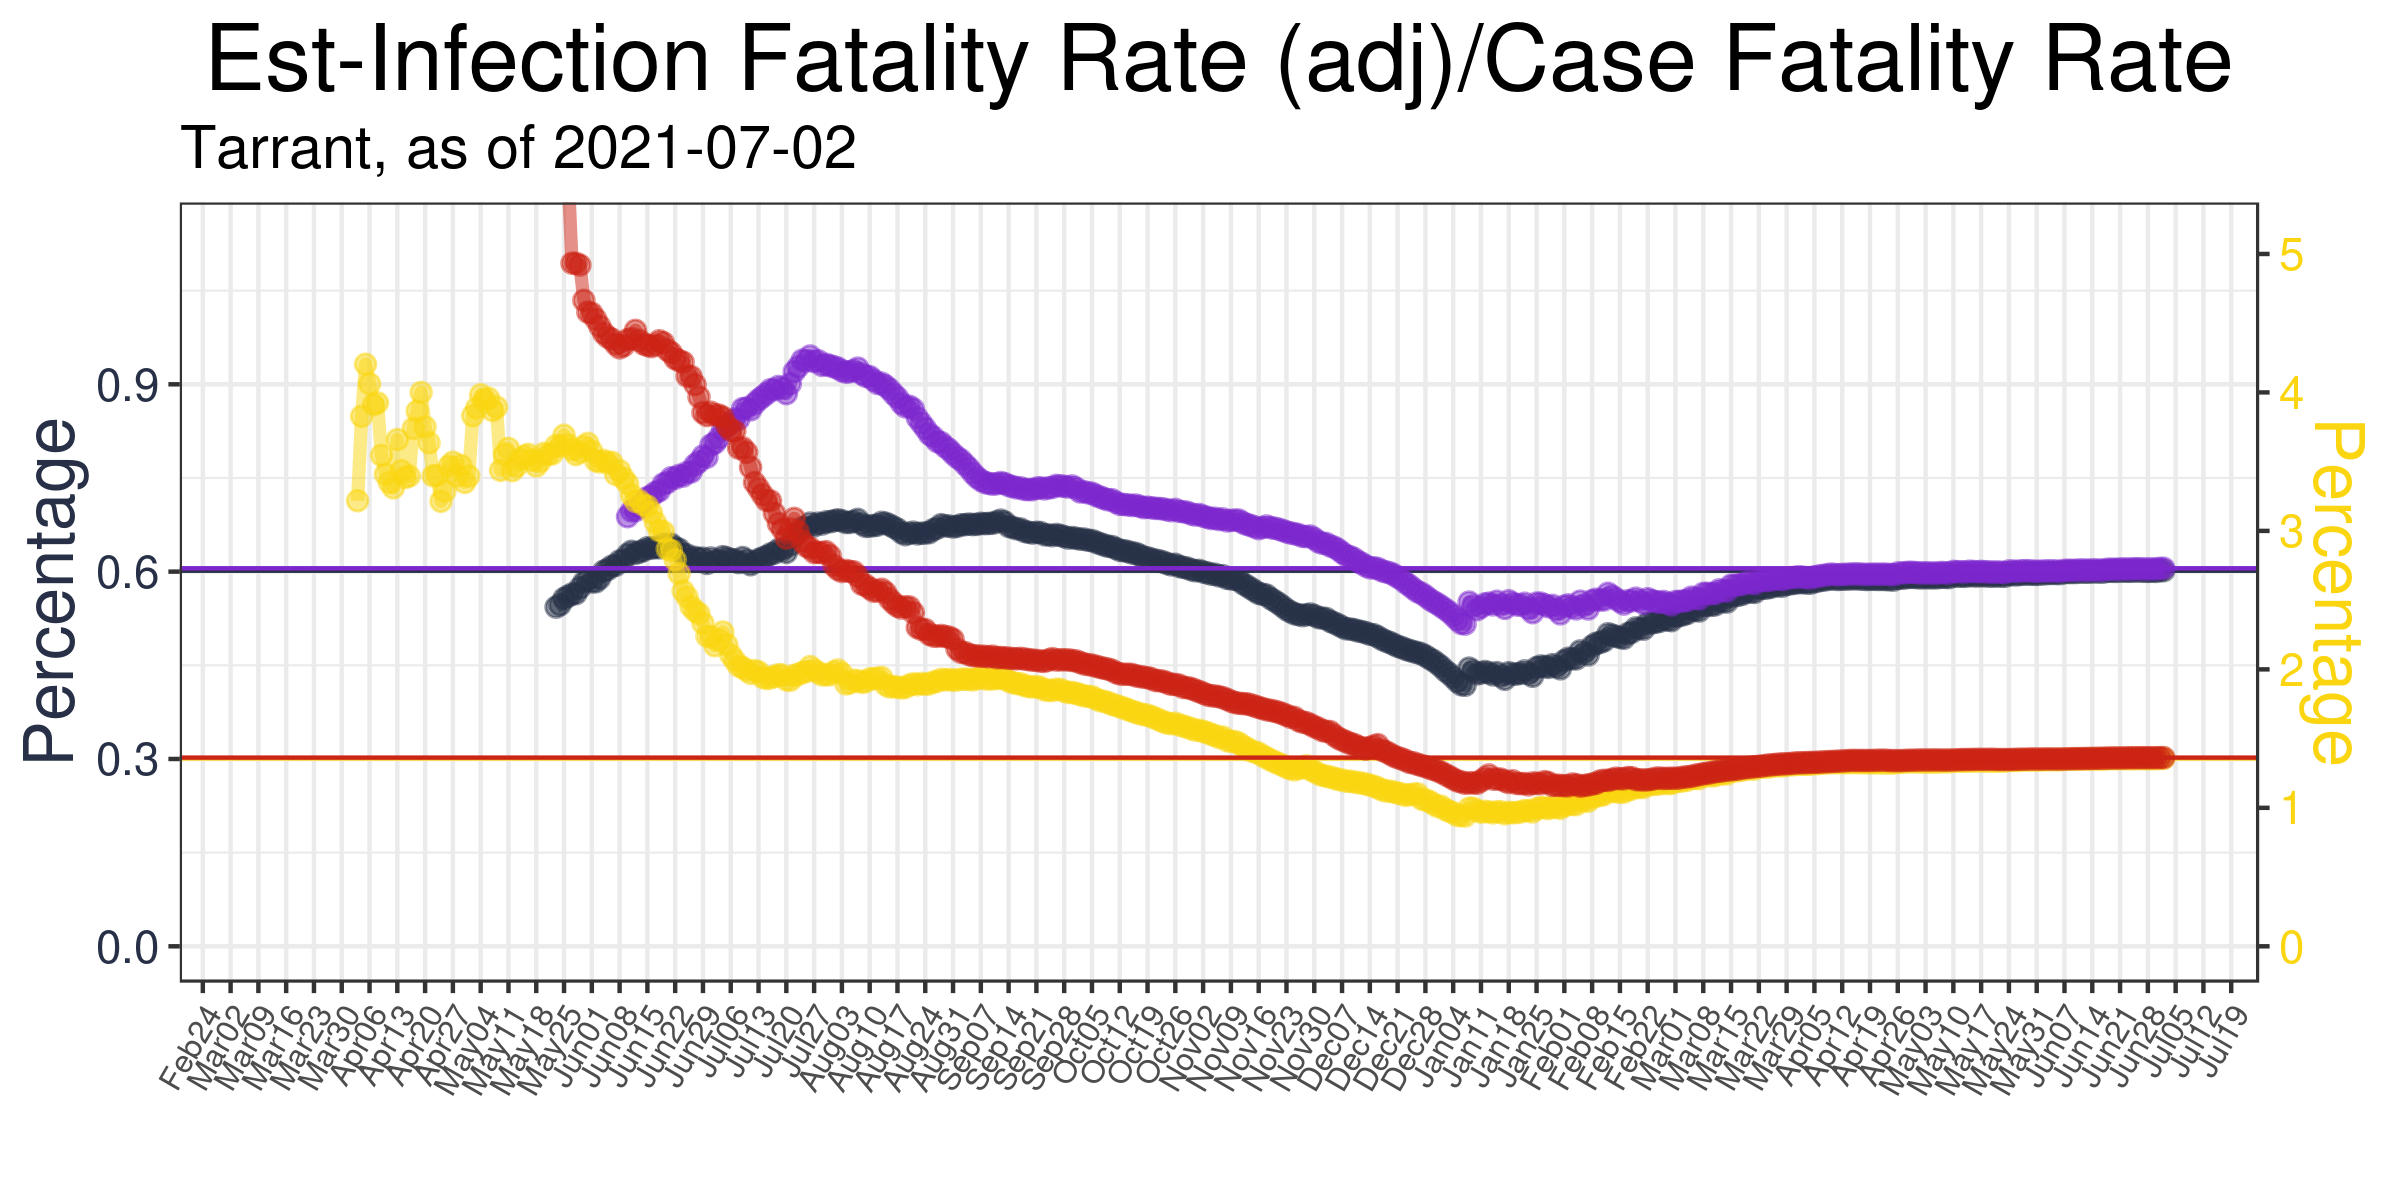 Est-Infection Fatality Rate (adj)/Case Fatality Rate
Tarrant, as of 2021-07-02
Percentage
0.9
0.6
0.3
0.0
5
4
3
2
1
0
Percentage
Feb24
Mar02
Mar09
Mar16
Mar23
Mar30
Apr06
Apr13
Apr20
Apr27
May04
May11
May18
May25
Jun01
Jun08
Jun15
Jun22
Jun29
Jul06
Jul13
Jul20
Jul27
Aug03
Aug10
Aug17
Aug24
Aug31
Sep07
Sep14
Sep21
Sep28
Oct05
Oct12
Oct19
Oct26
Nov02
Nov09
Nov16
Nov23
Nov30
Dec07
Dec14
Dec21
Dec28
Jan04
Jan11
Jan18
Jan25
Feb01
Feb08
Feb15
Feb22
Mar01
Mar08
Mar15
Mar22
Mar29
Apr05
Apr12
Apr19
Apr26
May03
May10
May17
May24
May31
Jun07
Jun14
Jun21
Jun28
Jul05
Jul12
Jul19